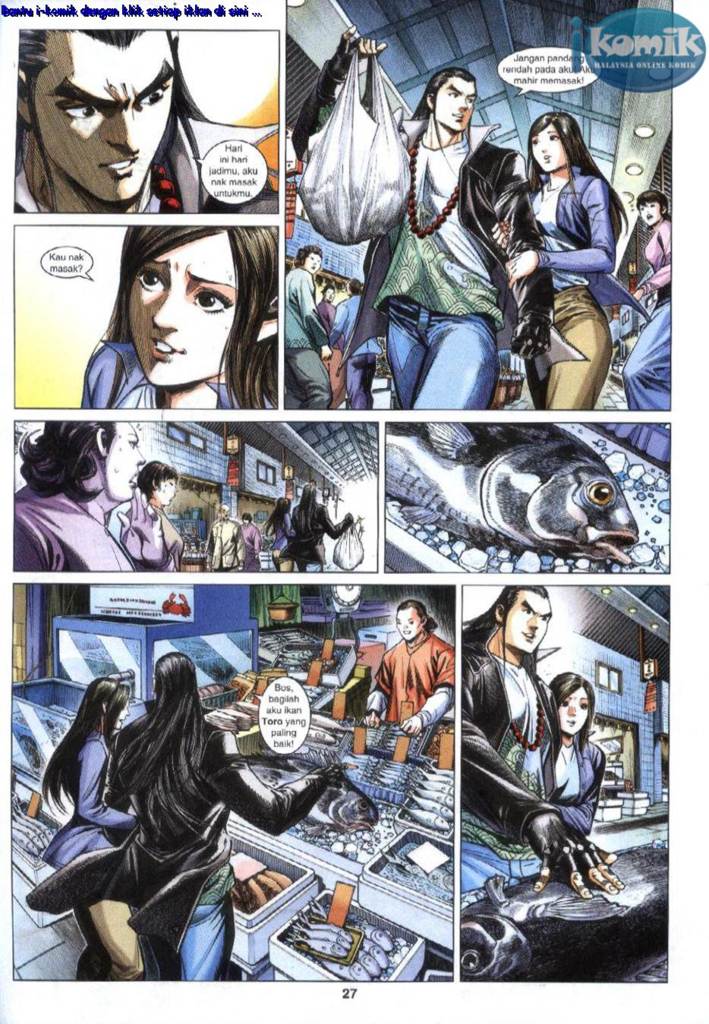 Bantu i-komik dengan klik setiap iklan di sini ...
ikomik
MALAYSIA ONLINE KOMIK
Hari
ini hari
jadimu, aku
nak masak
untukmu.
Jangan pandang
rendah pada aku! Aku
mahir memasak!
Kau nak
masak?
Bos,
bagilah
aku ikan
Toro yang
paling
baik!
27